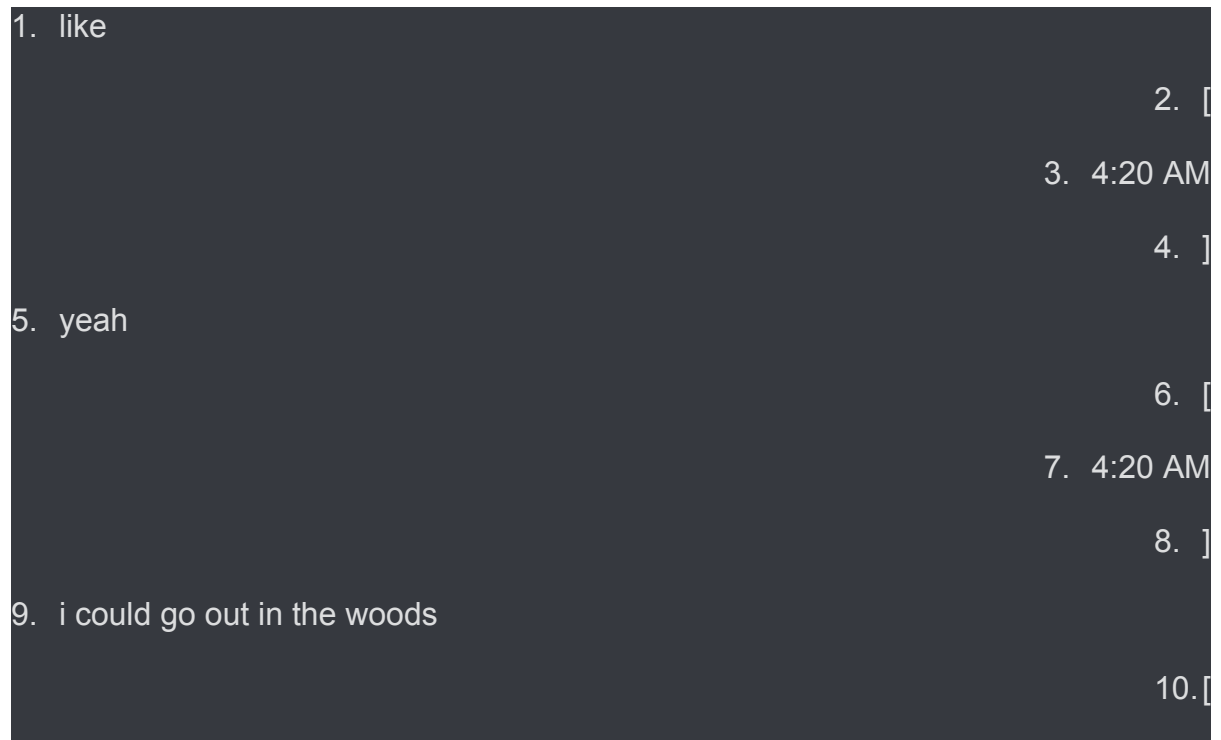 1. like
2. [
3. 4:20 AM
4. ]
5. yeah
6. [
7. 4:20 AM
8. ]
9. i could go out in the woods
10. [